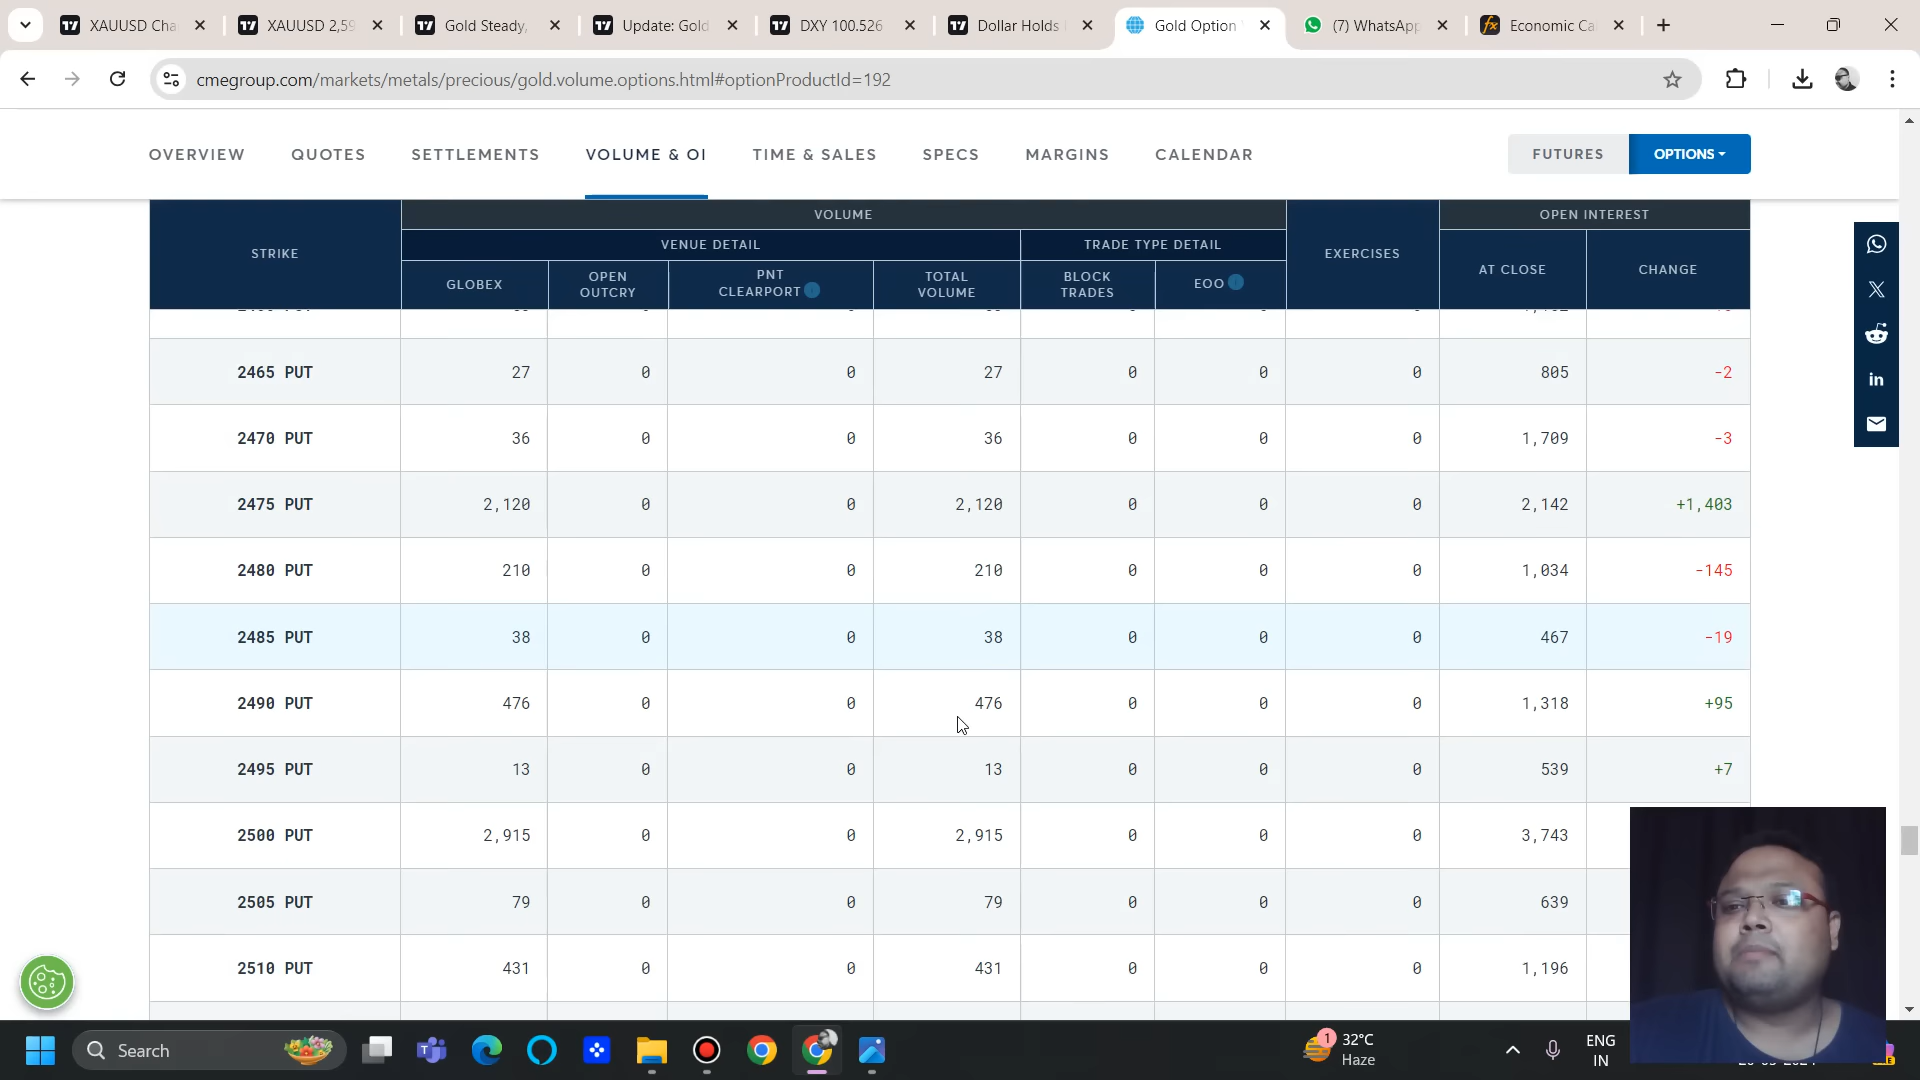 XAUUSD Cha
XAUUSD 2,59
Gold Steady,
Update: Gold
DXY 100.526
Dollar Holds
Gold Option
(7) WhatsApp
Economic Ca
cmegroup.com/markets/metals/precious/gold.volume.options.html#optionProductId=192
OVERVIEW QUOTES SETTLEMENTS VOLUME & OI TIME & SALES SPECS MARGINS CALENDAR FUTURES OPTIONS
STRIKE VOLUME EXERCISES OPEN INTEREST
VENUE DETAIL TRADE TYPE DETAIL
GLOBEX OPEN OUTCRY PNT CLEARPORT TOTAL VOLUME BLOCK TRADES EOO AT CLOSE CHANGE
2465 PUT 27 0 0 27 0 0 0 805 -2
2470 PUT 36 0 0 36 0 0 0 1,709 -3
2475 PUT 2,120 0 0 2,120 0 0 0 2,142 +1,403
2480 PUT 210 0 0 210 0 0 0 1,034 -145
2485 PUT 38 0 0 38 0 0 0 467 -19
2490 PUT 476 0 0 476 0 0 0 1,318 +95
2495 PUT 13 0 0 13 0 0 0 539 +7
2500 PUT 2,915 0 0 2,915 0 0 0 3,743
2505 PUT 79 0 0 79 0 0 0 639
2510 PUT 431 0 0 431 0 0 0 1,196
Search
1
32°C
Haze
ENG
IN